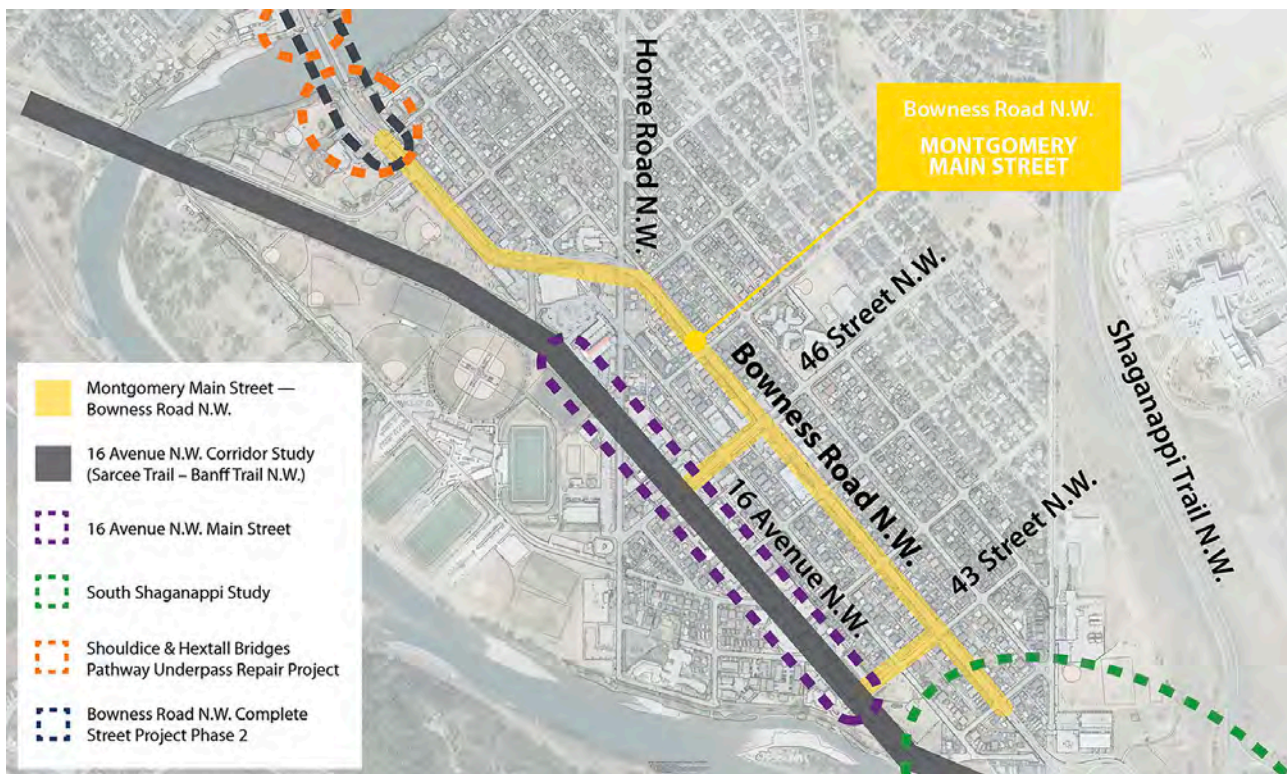 Home Road N.W.
Bowness Road N.W.
MONTGOMERY
MAIN STREET
46 Street N.W.
Bowness Road N.W.
Shaganappi Trail N.W.
16 Avenue N.W.
43 Street N.W.
Montgomery Main Street —
Bowness Road N.W.
16 Avenue N.W. Corridor Study
(Sarcee Trail – Banff Trail N.W.)
16 Avenue N.W. Main Street
South Shaganappi Study
Shouldice & Hextall Bridges
Pathway Underpass Repair Project
Bowness Road N.W. Complete
Street Project Phase 2